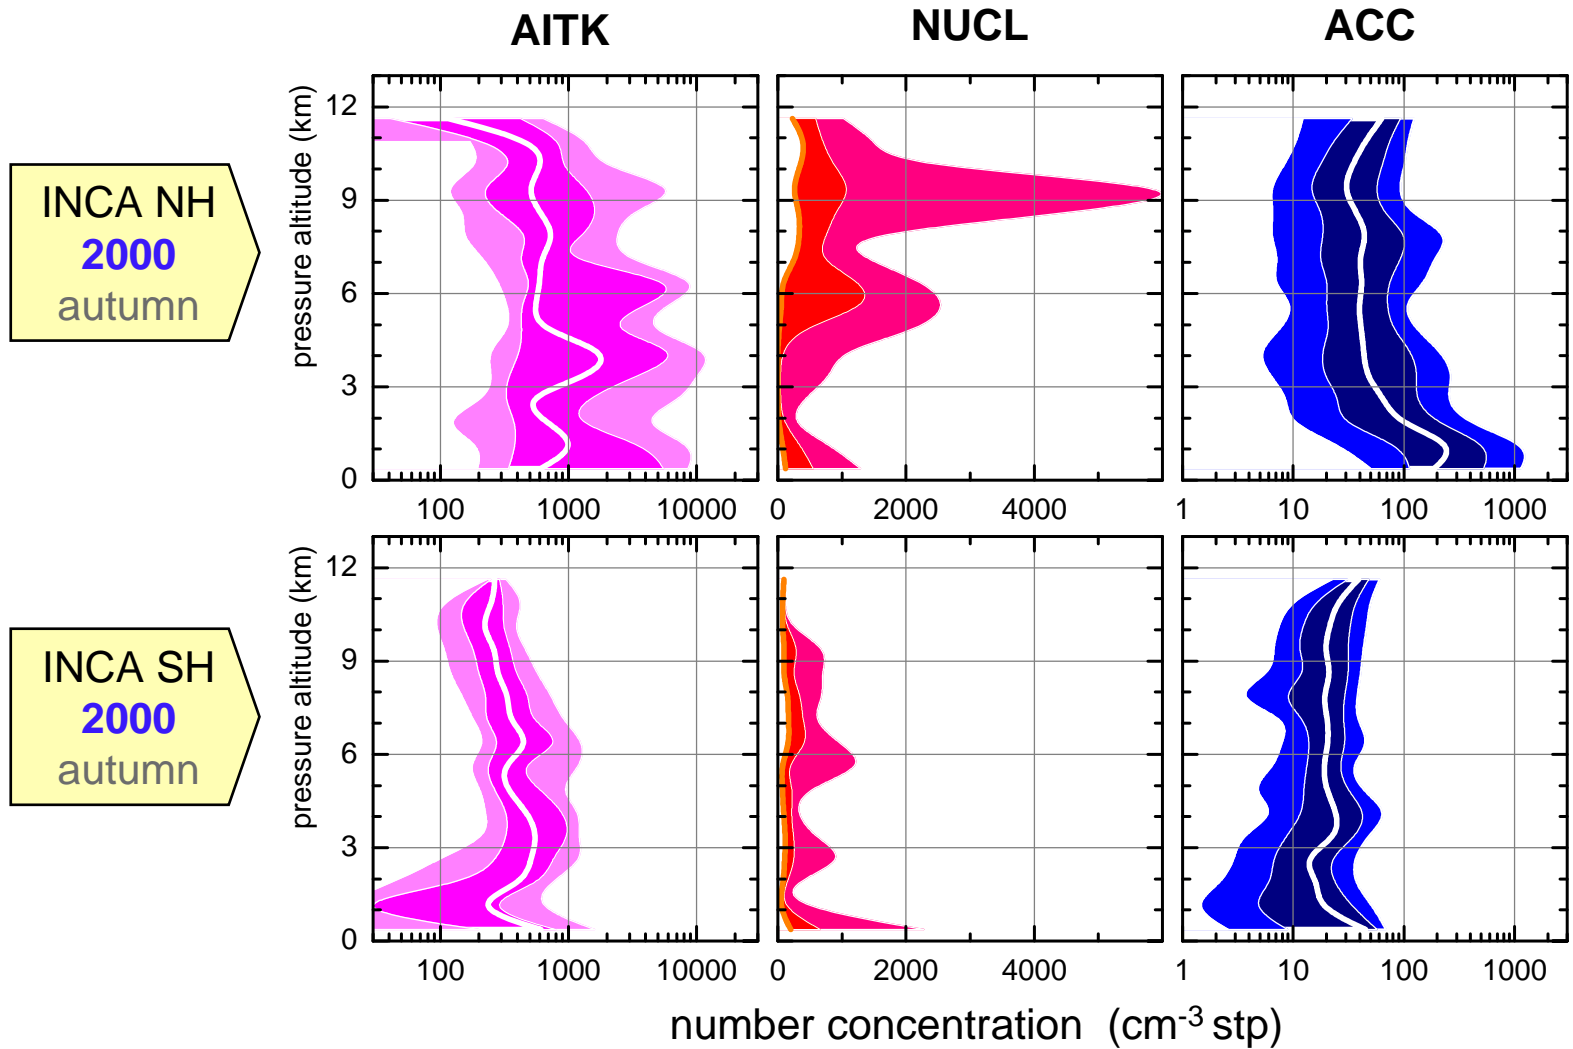 AITK NUCL ACC
INCA NH
2000
autumn
pressure altitude (km)
12
9
6
3
0
100 1000 10000
0 2000 4000
1 10 100 1000
INCA SH
2000
autumn
pressure altitude (km)
12
9
6
3
0
100 1000 10000
0 2000 4000
1 10 100 1000
number concentration (cm⁻³ stp)